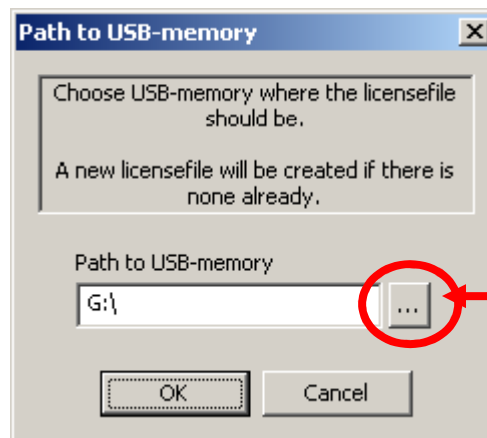 Path to USB-memory
Choose USB-memory where the licensefile
should be.
A new licensefile will be created if there is
none already.
Path to USB-memory
G:\
...
OK
Cancel